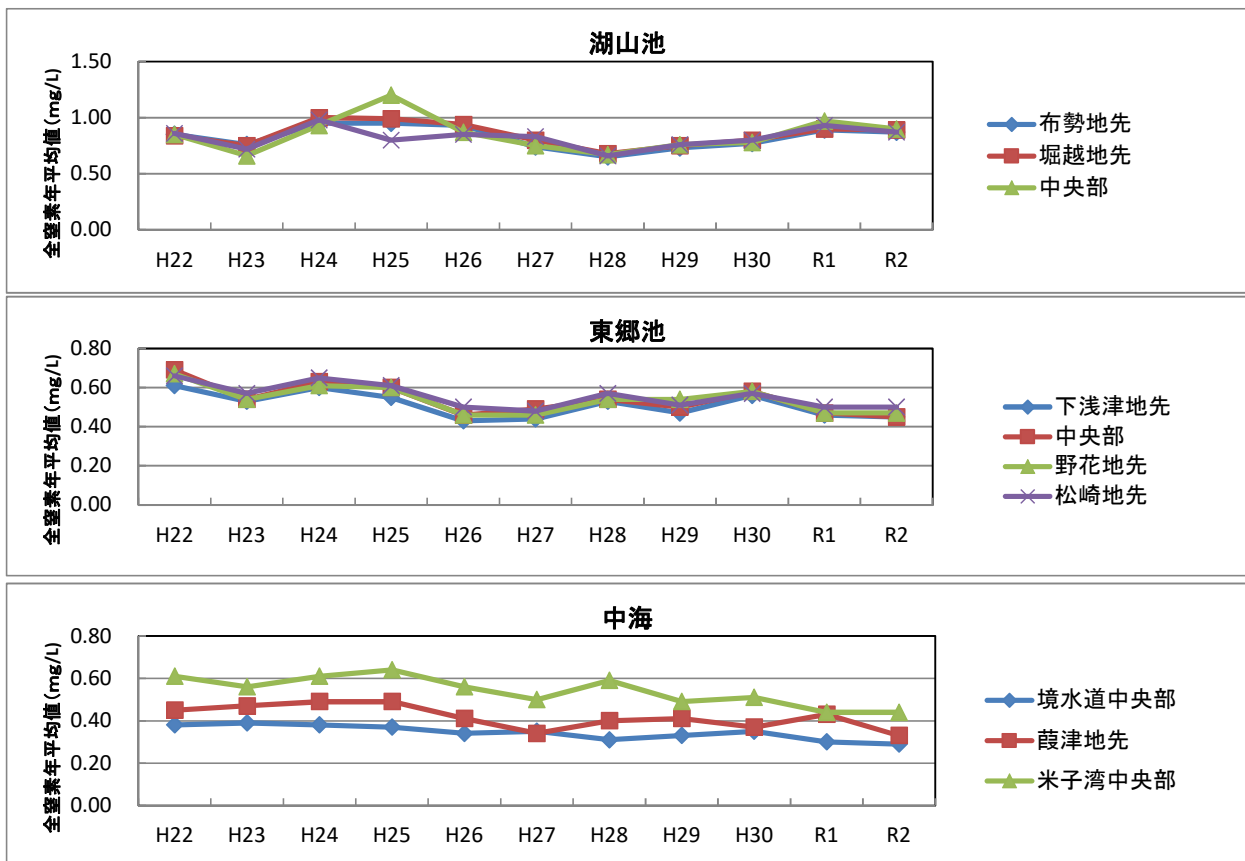 湖山池
全窒素年平均値(mg/L)
1.50
1.00
0.50
0.00
H22 H23 H24 H25 H26 H27 H28 H29 H30 R1 R2
布勢地先
堀越地先
中央部
東郷池
全窒素年平均値(mg/L)
0.80
0.60
0.40
0.20
0.00
H22 H23 H24 H25 H26 H27 H28 H29 H30 R1 R2
下浅津地先
中央部
野花地先
松崎地先
中海
全窒素年平均値(mg/L)
0.80
0.60
0.40
0.20
0.00
H22 H23 H24 H25 H26 H27 H28 H29 H30 R1 R2
境水道中央部
葭津地先
米子湾中央部